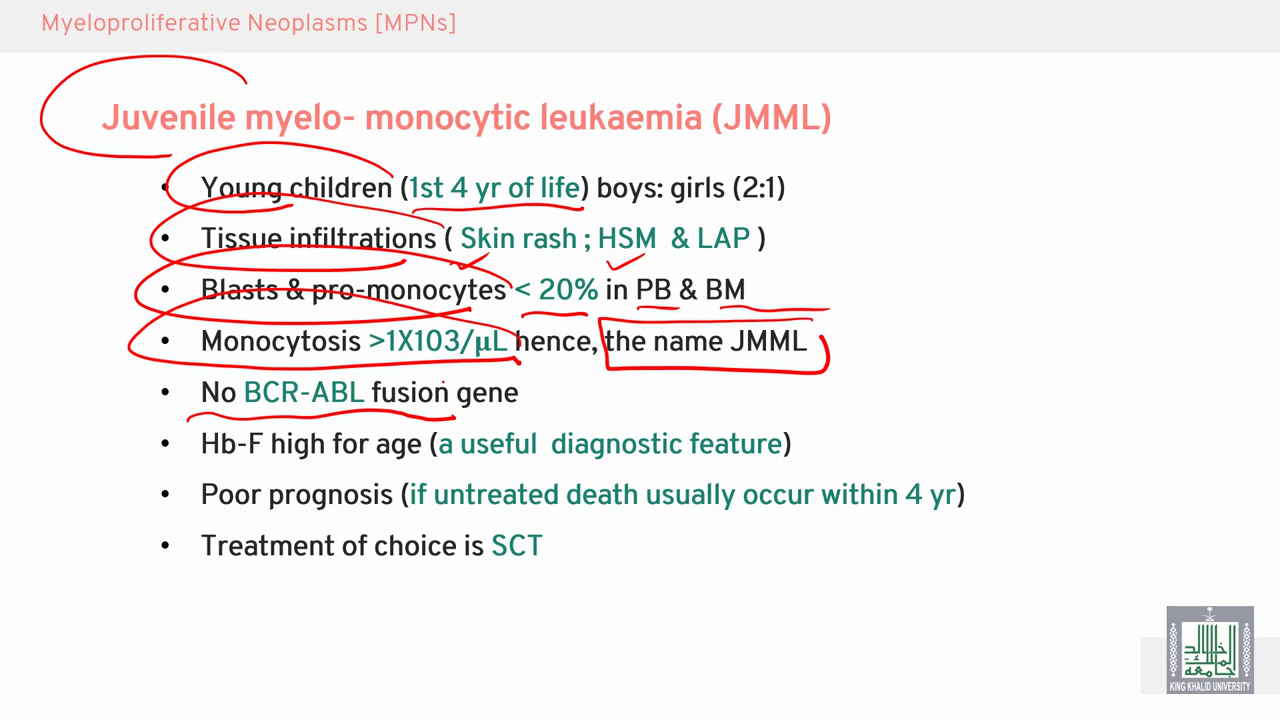 Myeloproliferative Neoplasms [MPNs]
Juvenile myelo- monocytic leukaemia (JMML)
• Young children (1st 4 yr of life) boys: girls (2:1)
• Tissue infiltrations ( Skin rash ; HSM & LAP )
• Blasts & pro-monocytes < 20% in PB & BM
• Monocytosis >1X103/µL hence, the name JMML
• No BCR-ABL fusion gene
• Hb-F high for age (a useful diagnostic feature)
• Poor prognosis (if untreated death usually occur within 4 yr)
• Treatment of choice is SCT
جامعة الملك خالد
KING KHALID UNIVERSITY